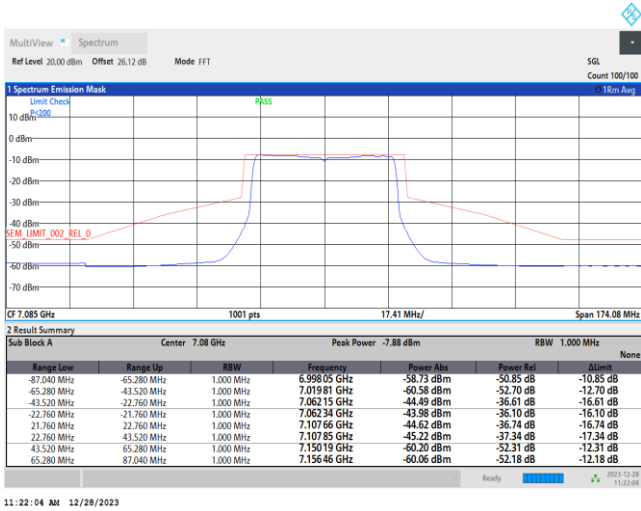 MultiView Spectrum
Ref Level 20.00 dBm Offset 26.12 dB Mode FFT SGL
Count 100/100
1 Spectrum Emission Mask 1Rm Avg
Limit Check PASS
P<200
10 dBm
0 dBm
-10 dBm
-20 dBm
-30 dBm
-40 dBm
SEM_LIMIT_002_REL_0
-50 dBm
-60 dBm
-70 dBm
CF 7.085 GHz 1001 pts 17.41 MHz/ Span 174.08 MHz
2 Result Summary
Sub Block A Center 7.08 GHz Peak Power -7.88 dBm RBW 1.000 MHz
None
Range Low Range Up RBW Frequency Power Abs Power Rel ΔLimit
-87.040 MHz -65.280 MHz 1.000 MHz 6.99805 GHz -58.73 dBm -50.85 dB -10.85 dB
-65.280 MHz -43.520 MHz 1.000 MHz 7.01981 GHz -60.58 dBm -52.70 dB -12.70 dB
-43.520 MHz -22.760 MHz 1.000 MHz 7.06215 GHz -44.49 dBm -36.61 dB -16.61 dB
-22.760 MHz -21.760 MHz 1.000 MHz 7.06234 GHz -43.98 dBm -36.10 dB -16.10 dB
21.760 MHz 22.760 MHz 1.000 MHz 7.10766 GHz -44.62 dBm -36.74 dB -16.74 dB
22.760 MHz 43.520 MHz 1.000 MHz 7.10785 GHz -45.22 dBm -37.34 dB -17.34 dB
43.520 MHz 65.280 MHz 1.000 MHz 7.15019 GHz -60.20 dBm -52.31 dB -12.31 dB
65.280 MHz 87.040 MHz 1.000 MHz 7.15646 GHz -60.06 dBm -52.18 dB -12.18 dB
Ready 2023-12-28
11:22:04
11:22:04 AM 12/28/2023